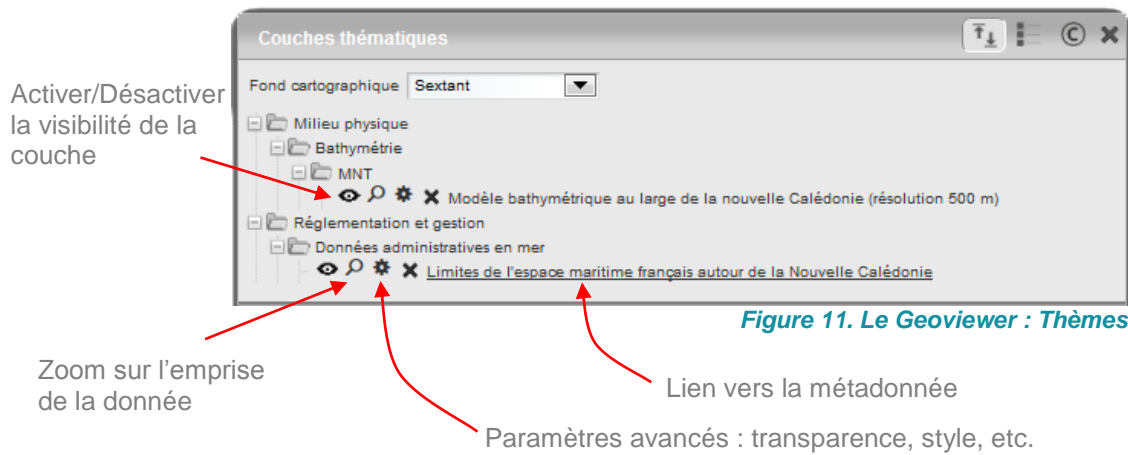 Couches thématiques
Fond cartographique Sextant
Activer/Désactiver
la visibilité de la
couche
Milieu physique
Bathymétrie
MNT
Modèle bathymétrique au large de la nouvelle Calédonie (résolution 500 m)
Réglementation et gestion
Données administratives en mer
Limites de l'espace maritime français autour de la Nouvelle Calédonie
Figure 11. Le Geoviewer : Thèmes
Zoom sur l’emprise
de la donnée
Lien vers la métadonnée
Paramètres avancés : transparence, style, etc.